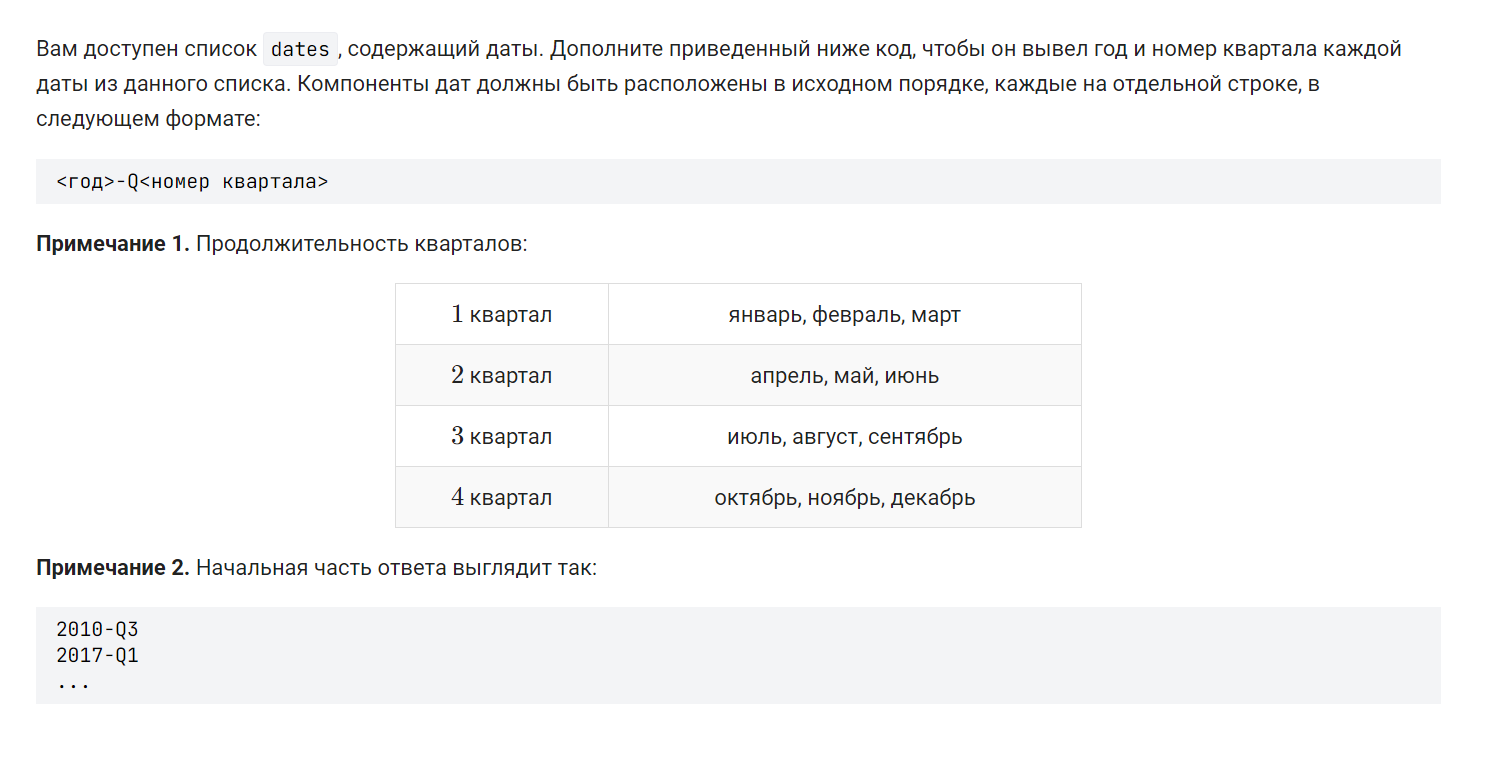 Вам доступен список dates, содержащий даты. Дополните приведенный ниже код, чтобы он вывел год и номер квартала каждой
даты из данного списка. Компоненты дат должны быть расположены в исходном порядке, каждые на отдельной строке, в
следующем формате:
<год>-Q<номер квартала>
Примечание 1. Продолжительность кварталов:
1 квартал январь, февраль, март
2 квартал апрель, май, июнь
3 квартал июль, август, сентябрь
4 квартал октябрь, ноябрь, декабрь
Примечание 2. Начальная часть ответа выглядит так:
2010-Q3
2017-Q1
...